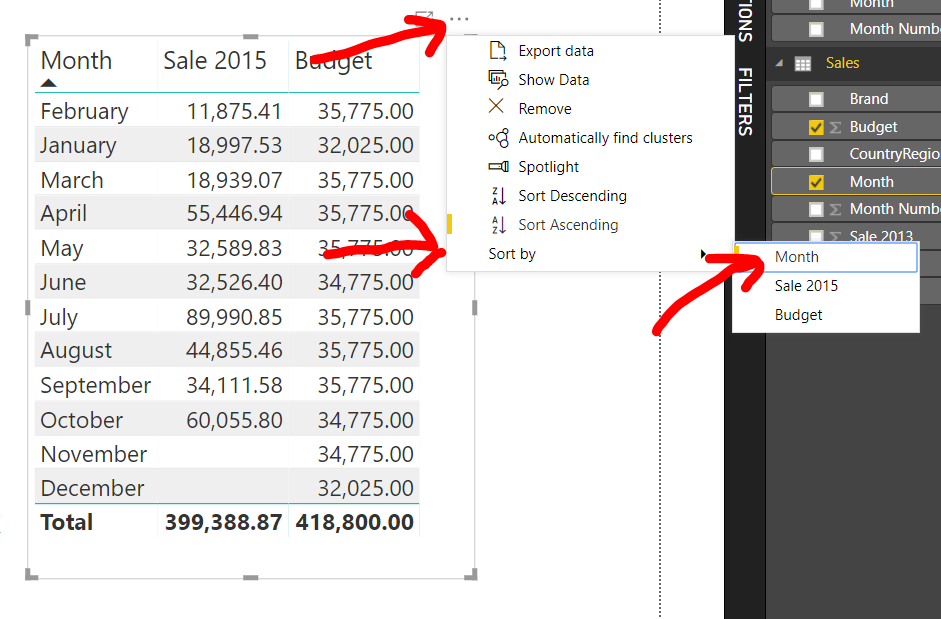 Month Sale 2015 Budget
February 11,875.41 35,775.00
January 18,997.53 32,025.00
March 18,939.07 35,775.00
April 55,446.94 35,775.00
May 32,589.83 35,775.00
June 32,526.40 34,775.00
July 89,990.85 35,775.00
August 44,855.46 35,775.00
September 34,111.58 35,775.00
October 60,055.80 34,775.00
November 34,775.00
December 32,025.00
Total 399,388.87 418,800.00
Export data
Show Data
Remove
Automatically find clusters
Spotlight
Sort Descending
Sort Ascending
Sort by
Month
Sale 2015
Budget
IONS
FILTERS
Month
Month Numb
Sales
Brand
Budget
CountryRegio
Month
Month Numb
Sale 2013